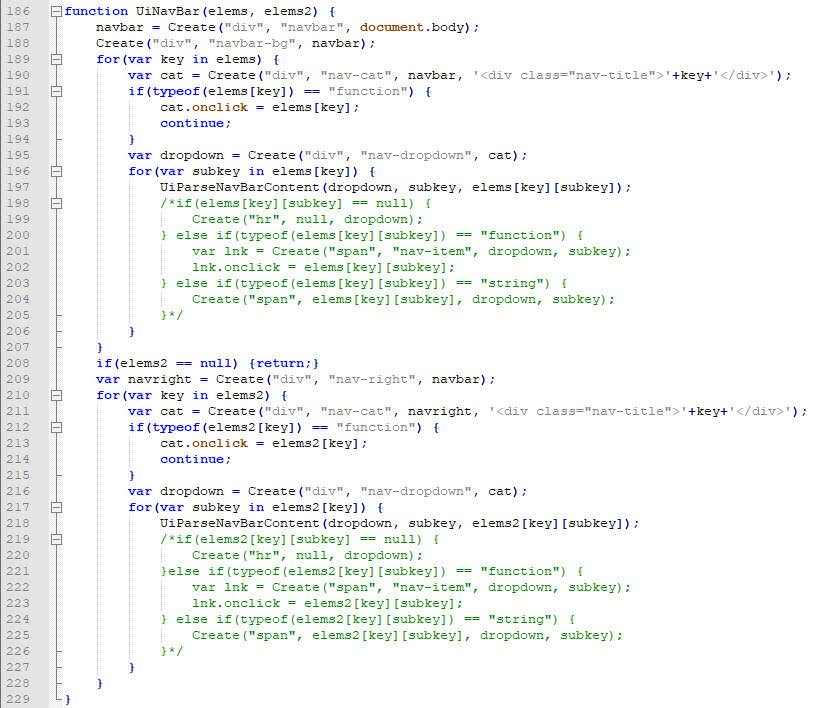 186 function UiNavBar(elems, elems2) {
187     navbar = Create("div", "navbar", document.body);
188     Create("div", "navbar-bg", navbar);
189     for(var key in elems) {
190         var cat = Create("div", "nav-cat", navbar, '<div class="nav-title">'+key+'</div>');
191         if(typeof(elems[key]) == "function") {
192             cat.onclick = elems[key];
193             continue;
194         }
195         var dropdown = Create("div", "nav-dropdown", cat);
196         for(var subkey in elems[key]) {
197             UiParseNavBarContent(dropdown, subkey, elems[key][subkey]);
198             /*if(elems[key][subkey] == null) {
199                 Create("hr", null, dropdown);
200             } else if(typeof(elems[key][subkey]) == "function") {
201                 var lnk = Create("span", "nav-item", dropdown, subkey);
202                 lnk.onclick = elems[key][subkey];
203             } else if(typeof(elems[key][subkey]) == "string") {
204                 Create("span", elems[key][subkey], dropdown, subkey);
205             }*/
206         }
207     }
208     if(elems2 == null) {return;}
209     var navright = Create("div", "nav-right", navbar);
210     for(var key in elems2) {
211         var cat = Create("div", "nav-cat", navright, '<div class="nav-title">'+key+'</div>');
212         if(typeof(elems2[key]) == "function") {
213             cat.onclick = elems2[key];
214             continue;
215         }
216         var dropdown = Create("div", "nav-dropdown", cat);
217         for(var subkey in elems2[key]) {
218             UiParseNavBarContent(dropdown, subkey, elems2[key][subkey]);
219             /*if(elems2[key][subkey] == null) {
220                 Create("hr", null, dropdown);
221             }else if(typeof(elems2[key][subkey]) == "function") {
222                 var lnk = Create("span", "nav-item", dropdown, subkey);
223                 lnk.onclick = elems2[key][subkey];
224             } else if(typeof(elems2[key][subkey]) == "string") {
225                 Create("span", elems2[key][subkey], dropdown, subkey);
226             }*/
227         }
228     }
229 }